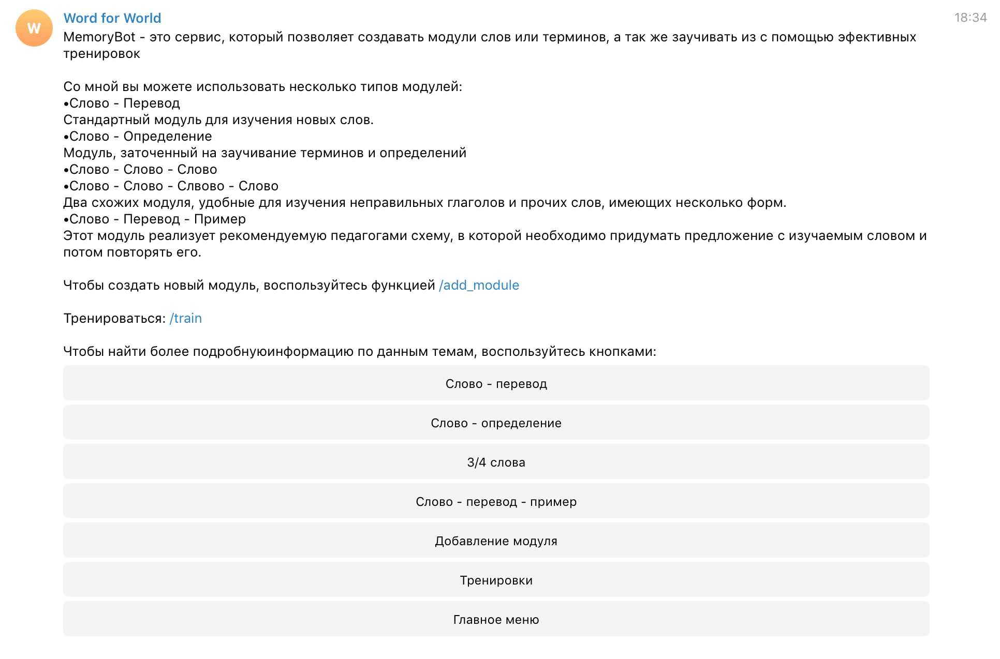 W
Word for World
18:34
MemoryBot - это сервис, который позволяет создавать модули слов или терминов, а так же заучивать из с помощью эфективных
тренировок
Со мной вы можете использовать несколько типов модулей:
•Слово - Перевод
Стандартный модуль для изучения новых слов.
•Слово - Определение
Модуль, заточенный на заучивание терминов и определений
•Слово - Слово - Слово
•Слово - Слово - Слвово - Слово
Два схожих модуля, удобные для изучения неправильных глаголов и прочих слов, имеющих несколько форм.
•Слово - Перевод - Пример
Этот модуль реализует рекомендуемую педагогами схему, в которой необходимо придумать предложение с изучаемым словом и
потом повторять его.
Чтобы создать новый модуль, воспользуйтесь функцией /add_module
Тренироваться: /train
Чтобы найти более подробнуюинформацию по данным темам, воспользуйтесь кнопками:
Слово - перевод
Слово - определение
3/4 слова
Слово - перевод - пример
Добавление модуля
Тренировки
Главное меню